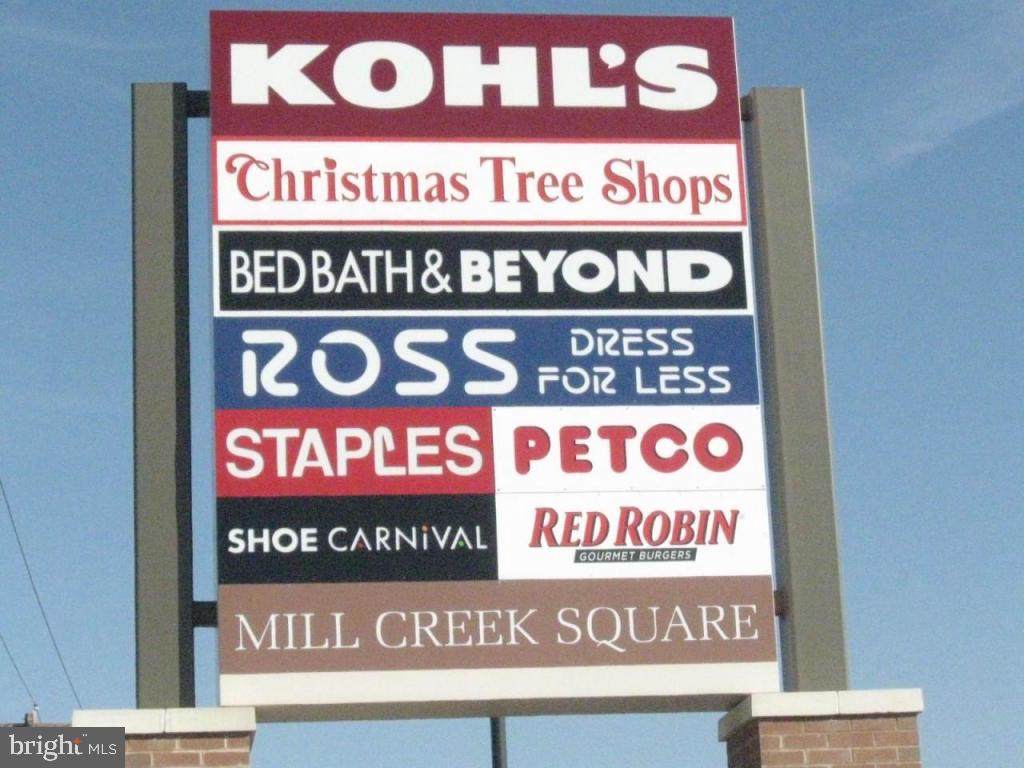 KOHL'S
Christmas Tree Shops
BED BATH & BEYOND
ROSS DRESS FOR LESS
STAPLES
PETCO
SHOE CARNiVAL
RED ROBIN
GOURMET BURGERS
MILL CREEK SQUARE
bright MLS